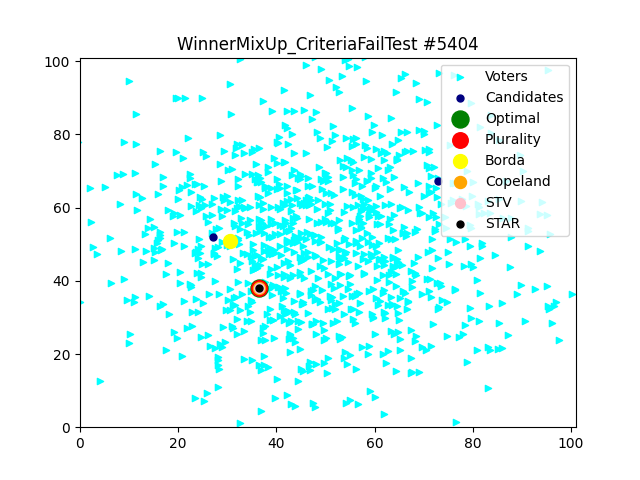 WinnerMixUp_CriteriaFailTest #5404
100
80
60
40
20
0
0 20 40 60 80 100
Voters
Candidates
Optimal
Plurality
Borda
Copeland
STV
STAR